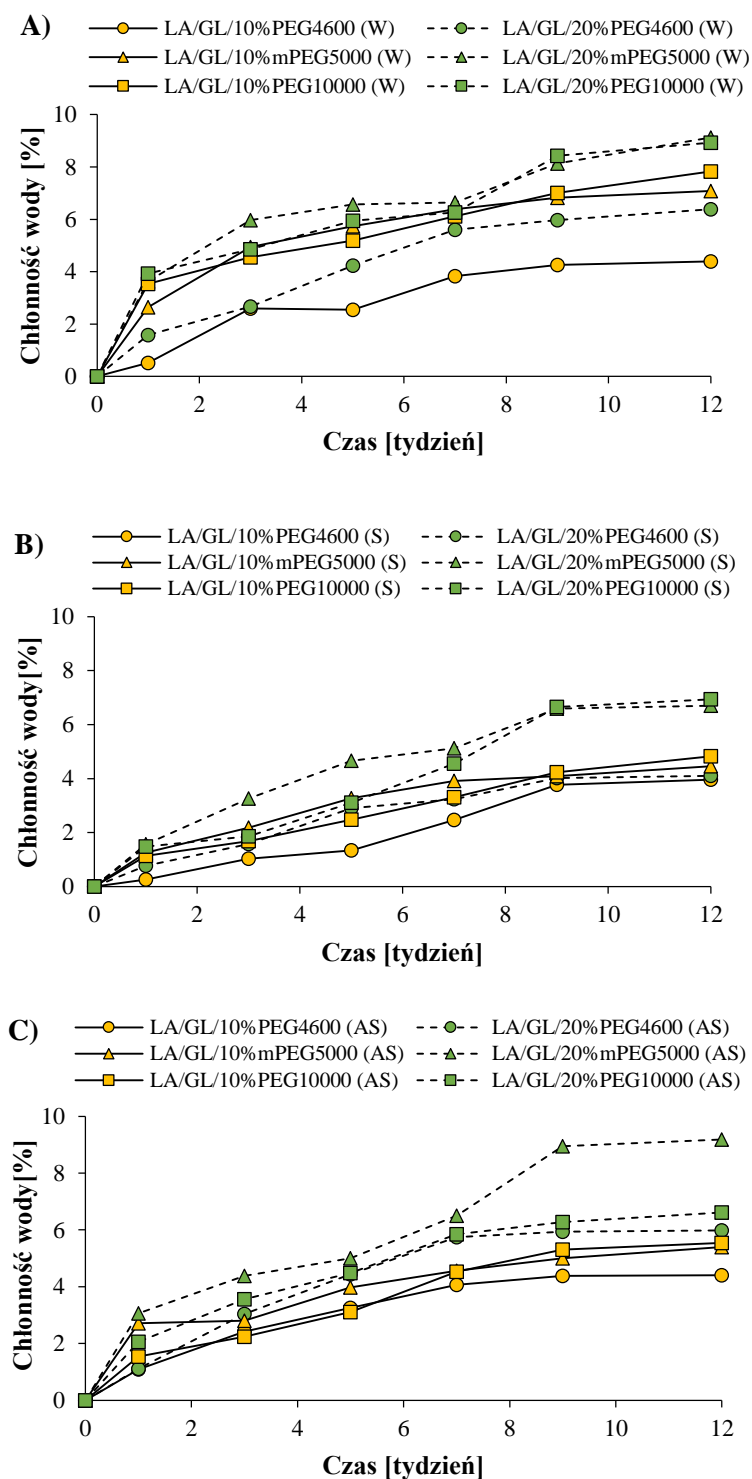 A)
LA/GL/10%PEG4600 (W) LA/GL/20%PEG4600 (W)
LA/GL/10%mPEG5000 (W) LA/GL/20%mPEG5000 (W)
LA/GL/10%PEG10000 (W) LA/GL/20%PEG10000 (W)
Chłonność wody [%]
10
8
6
4
2
0
0 2 4 6 8 10 12
Czas [tydzień]
B)
LA/GL/10%PEG4600 (S) LA/GL/20%PEG4600 (S)
LA/GL/10%mPEG5000 (S) LA/GL/20%mPEG5000 (S)
LA/GL/10%PEG10000 (S) LA/GL/20%PEG10000 (S)
Chłonność wody[%]
10
8
6
4
2
0
0 2 4 6 8 10 12
Czas [tydzień]
C)
LA/GL/10%PEG4600 (AS) LA/GL/20%PEG4600 (AS)
LA/GL/10%mPEG5000 (AS) LA/GL/20%mPEG5000 (AS)
LA/GL/10%PEG10000 (AS) LA/GL/20%PEG10000 (AS)
Chłonność wody[%]
10
8
6
4
2
0
0 2 4 6 8 10 12
Czas [tydzień]